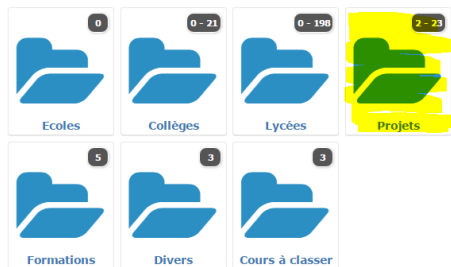 0 0 - 21 0 - 198 2 - 23
Ecoles Collèges Lycées Projets
5 3 3
Formations Divers Cours à classer